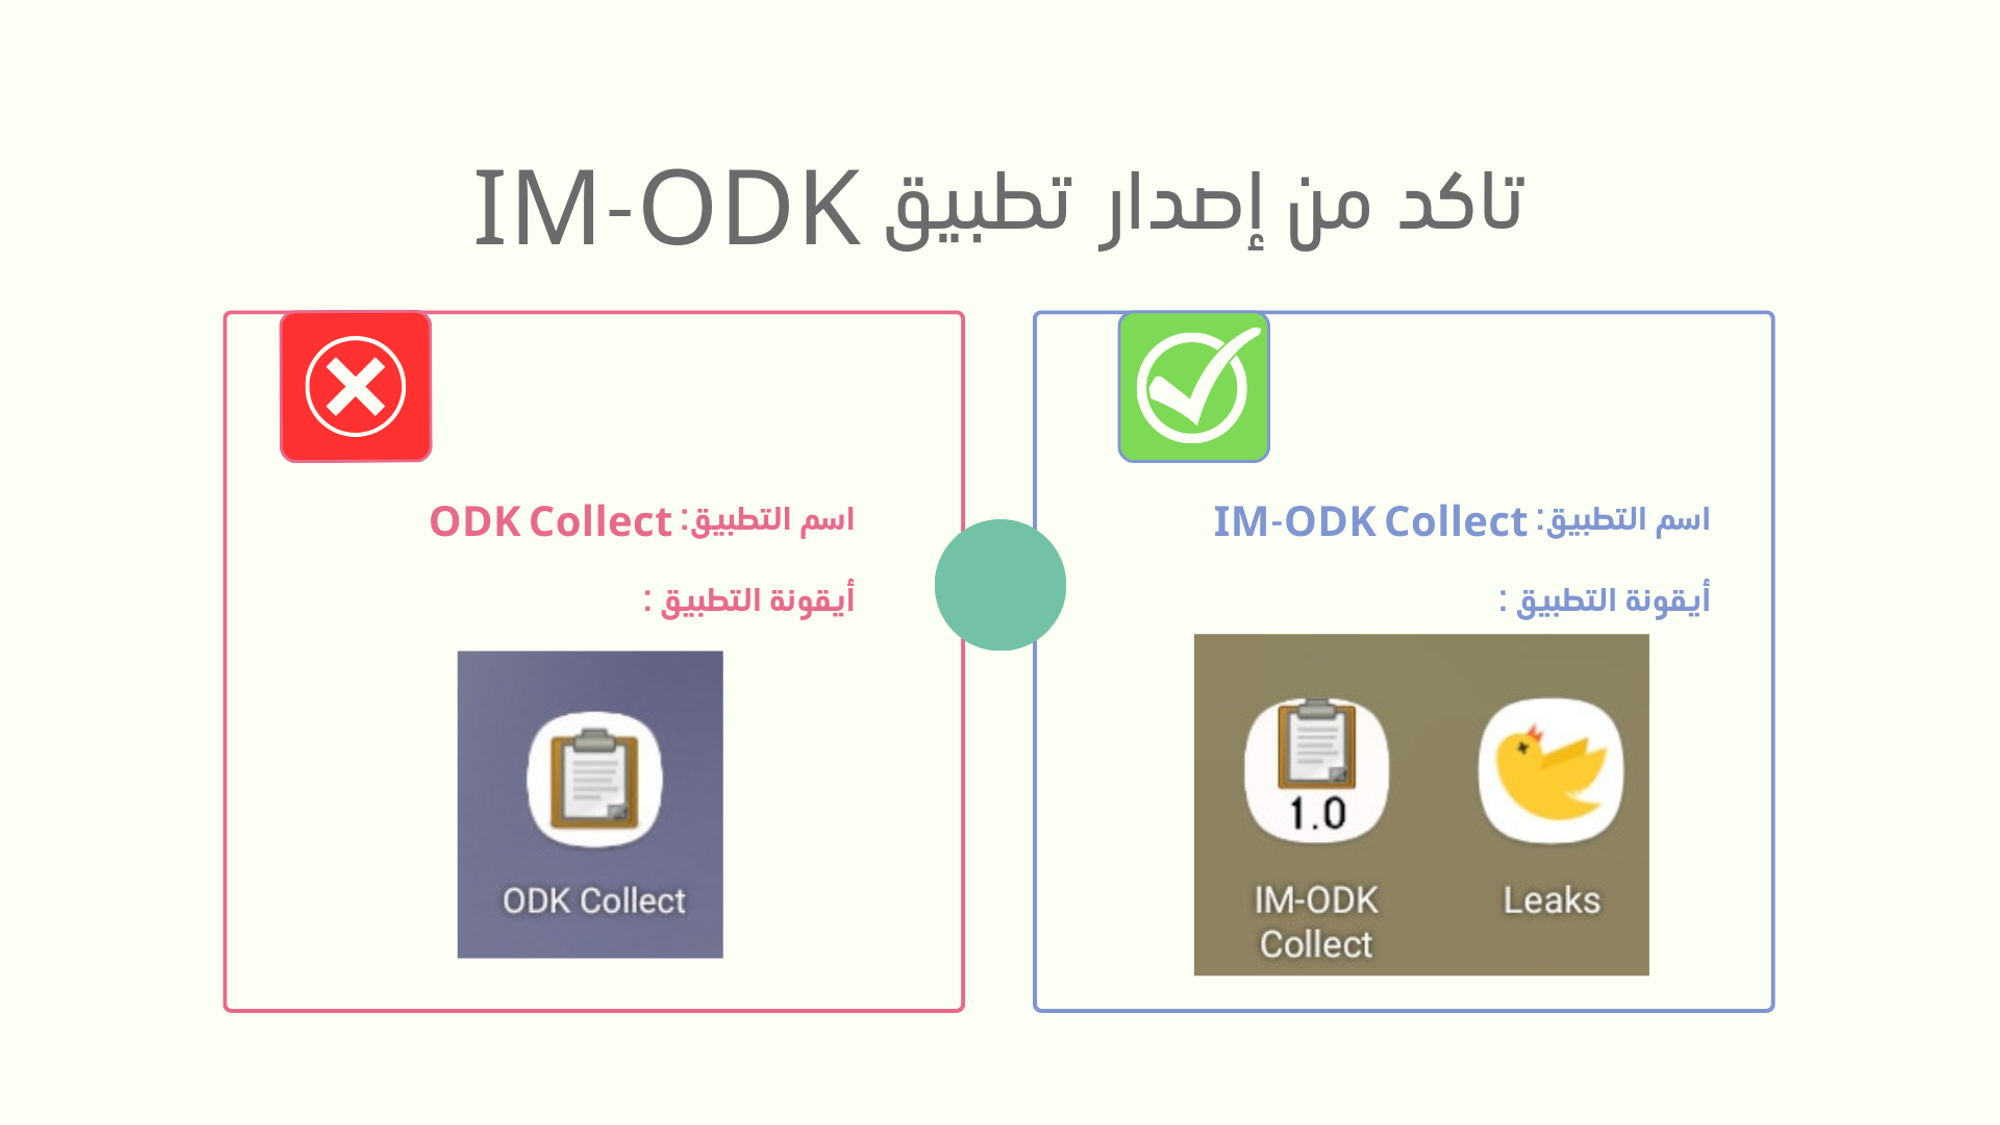 تاكد من إصدار تطبيق IM-ODK
اسم التطبيق: IM-ODK Collect
أيقونة التطبيق :
1.0
IM-ODK
Collect
Leaks
اسم التطبيق: ODK Collect
أيقونة التطبيق :
ODK Collect